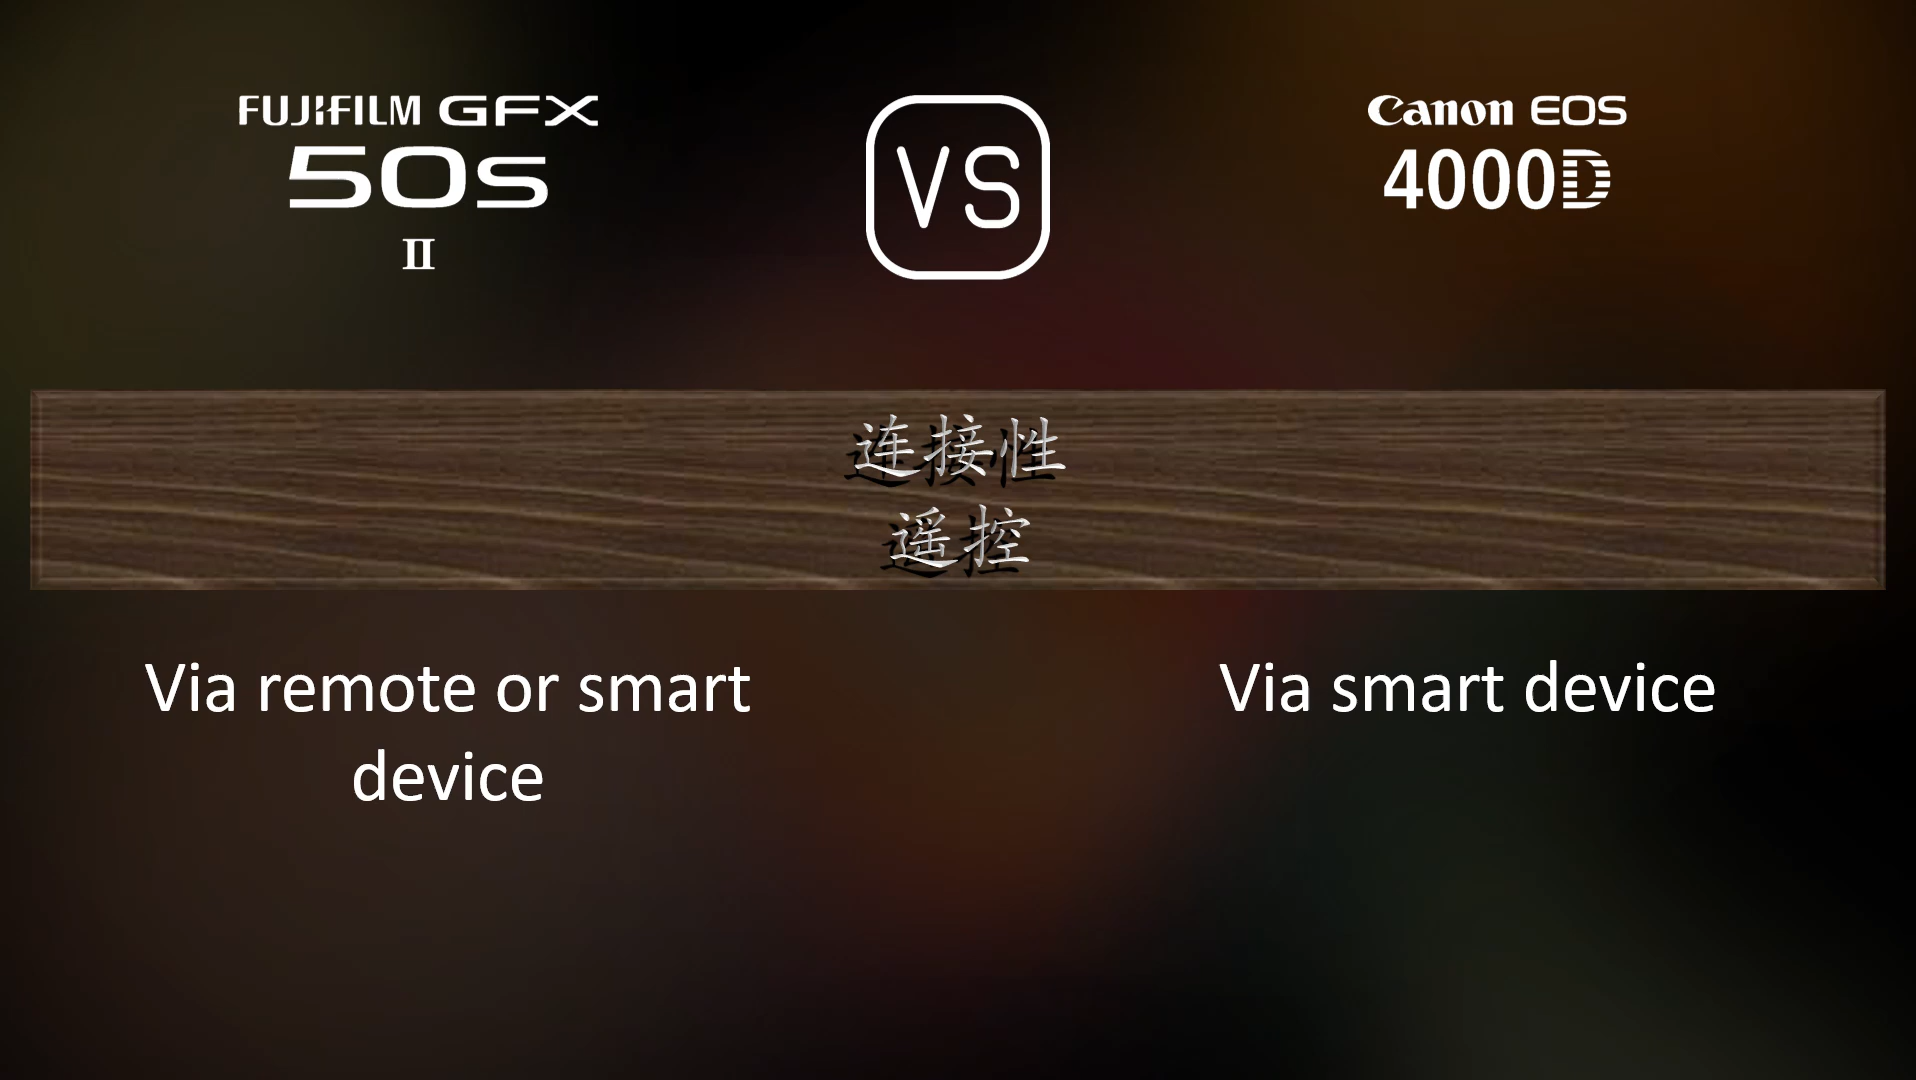 FUJIFILM GFX
50S
II
VS
Canon EOS
4000D
连接性
遥控
Via remote or smart
device
Via smart device